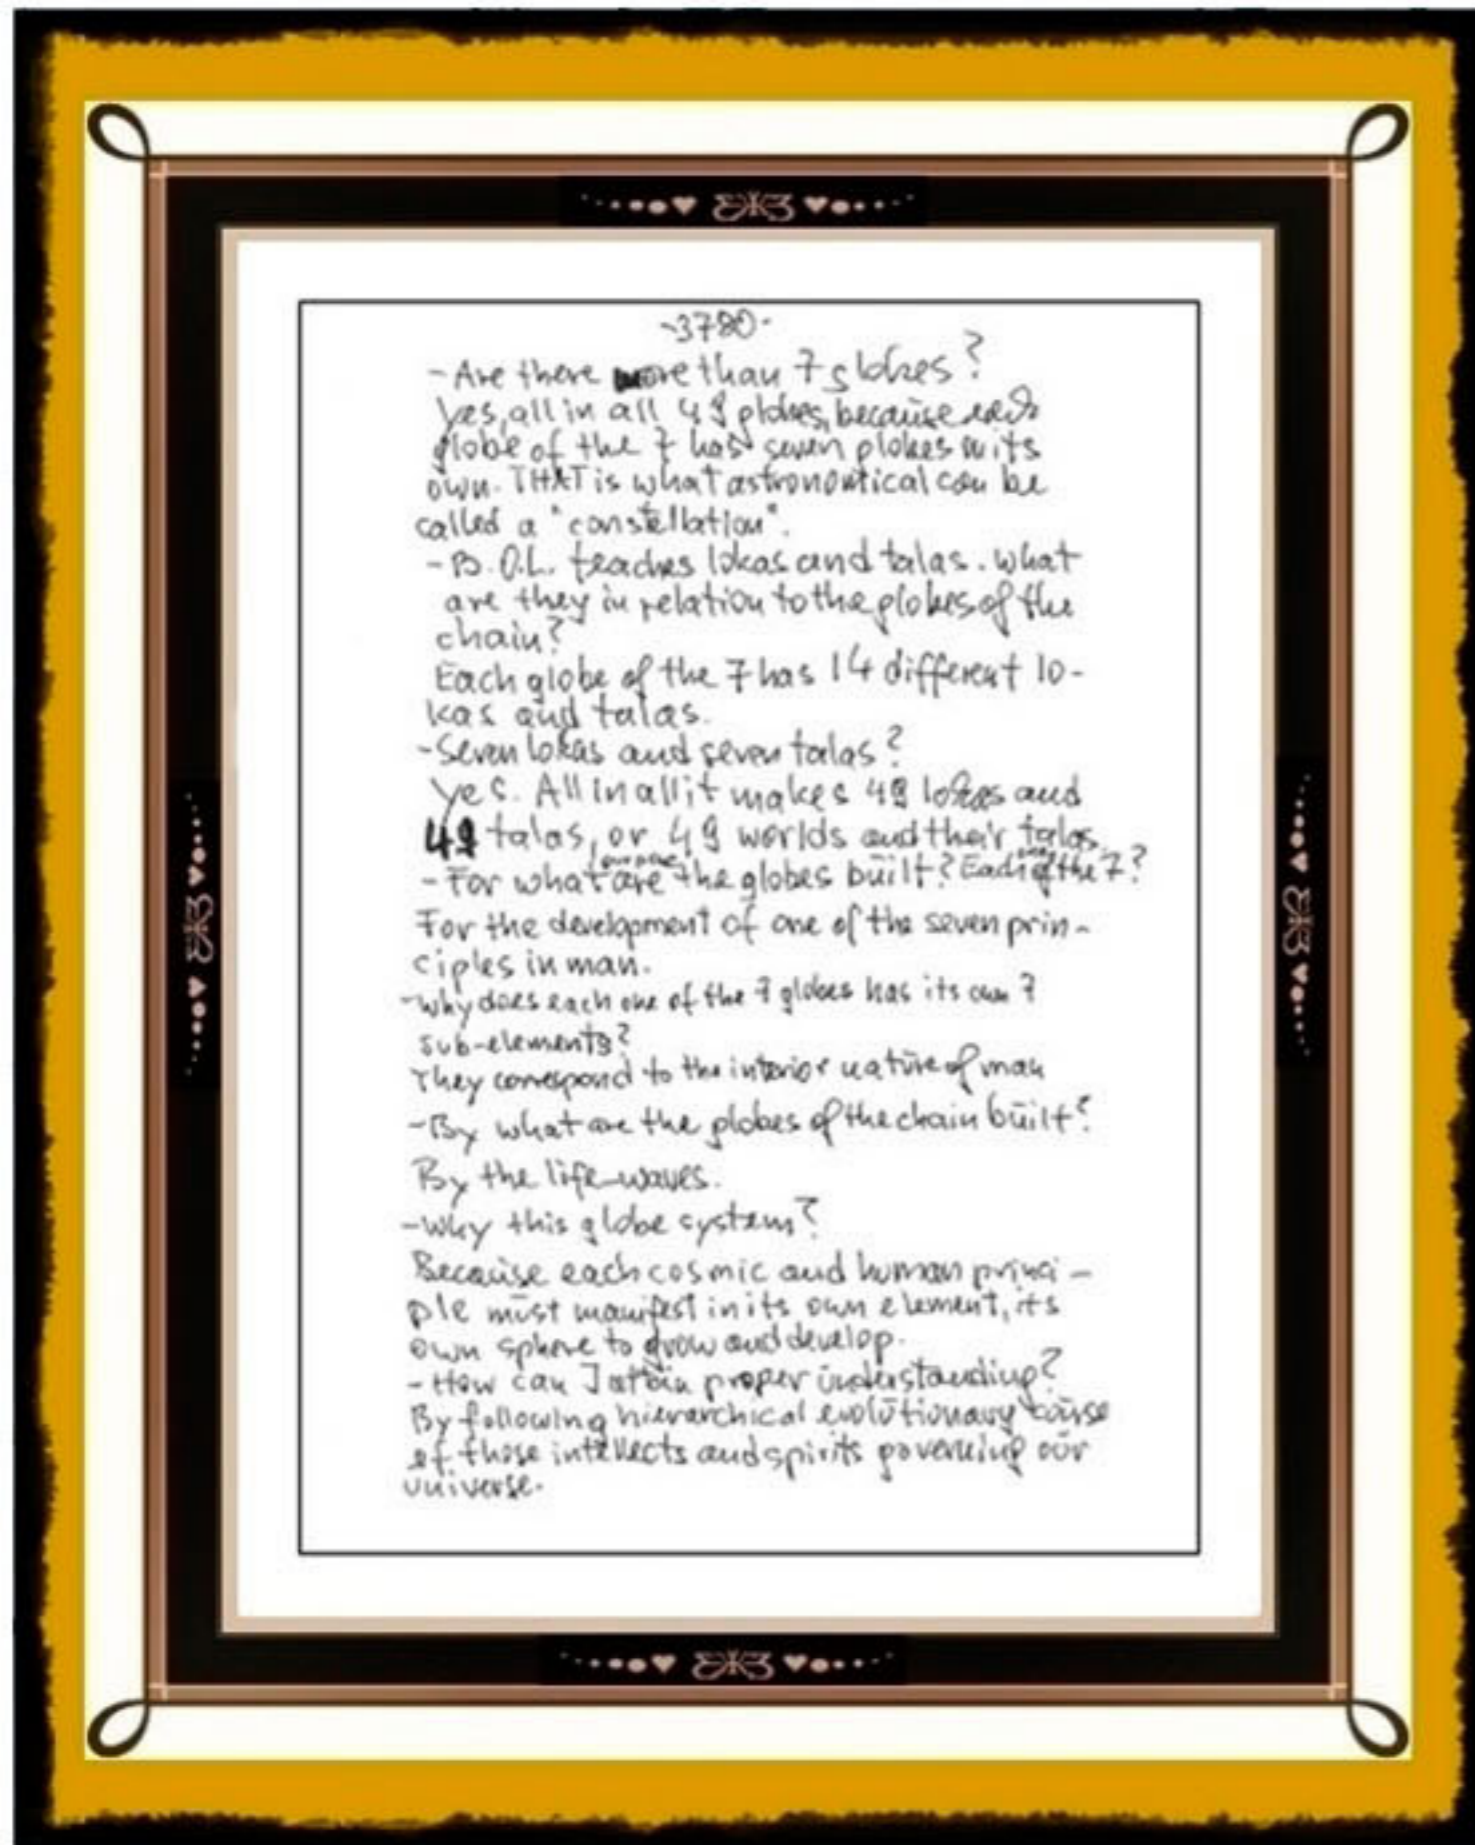 -3780-
- Are there more than 7 globes?
Yes, all in all 49 globes, because each
globe of the 7 has seven globes in its
own. THAT is what astronomical can be
called a "constellation".
- B.O.L. teaches lokas and talas. What
are they in relation to the globes of the
chain?
Each globe of the 7 has 14 different lo-
kas and talas.
- Seven lokas and seven talas?
Yes. All in all it makes 49 lokas and
49 talas, or 49 worlds and their talas.
- For what are the globes built? Each of the 7?
For the development of one of the seven prin-
ciples in man.
- Why does each one of the 7 globes has its own 7
sub-elements?
They correspond to the interior nature of man
- By what are the globes of the chain built?
By the life-waves.
- Why this globe system?
Because each cosmic and human princi-
ple must manifest in its own element, its
own sphere to grow and develop.
- How can I attain proper understanding?
By following hierarchical evolutionary course
of those intellects and spirits governing our
universe.